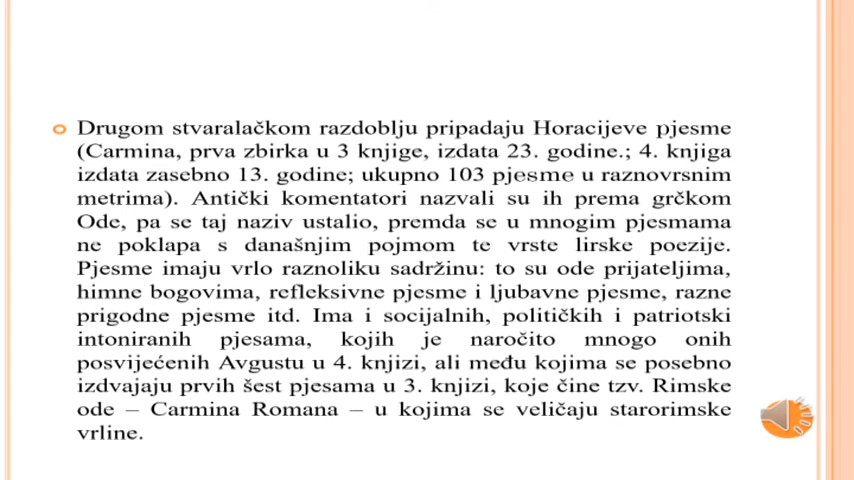 Drugom stvaralačkom razdoblju pripadaju Horacijeve pjesme
(Carmina, prva zbirka u 3 knjige, izdata 23. godine.; 4. knjiga
izdata zasebno 13. godine; ukupno 103 pjesme u raznovrsnim
metrima). Antički komentatori nazvali su ih prema grčkom
Ode, pa se taj naziv ustalio, premda se u mnogim pjesmama
ne poklapa s današnjim pojmom te vrste lirske poezije.
Pjesme imaju vrlo raznoliku sadržinu: to su ode prijateljima,
himne bogovima, refleksivne pjesme i ljubavne pjesme, razne
prigodne pjesme itd. Ima i socijalnih, političkih i patriotski
intoniranih pjesama, kojih je naročito mnogo onih
posvijećenih Avgustu u 4. knjizi, ali među kojima se posebno
izdvajaju prvih šest pjesama u 3. knjizi, koje čine tzv. Rimske
ode – Carmina Romana – u kojima se veličaju starorimske
vrline.